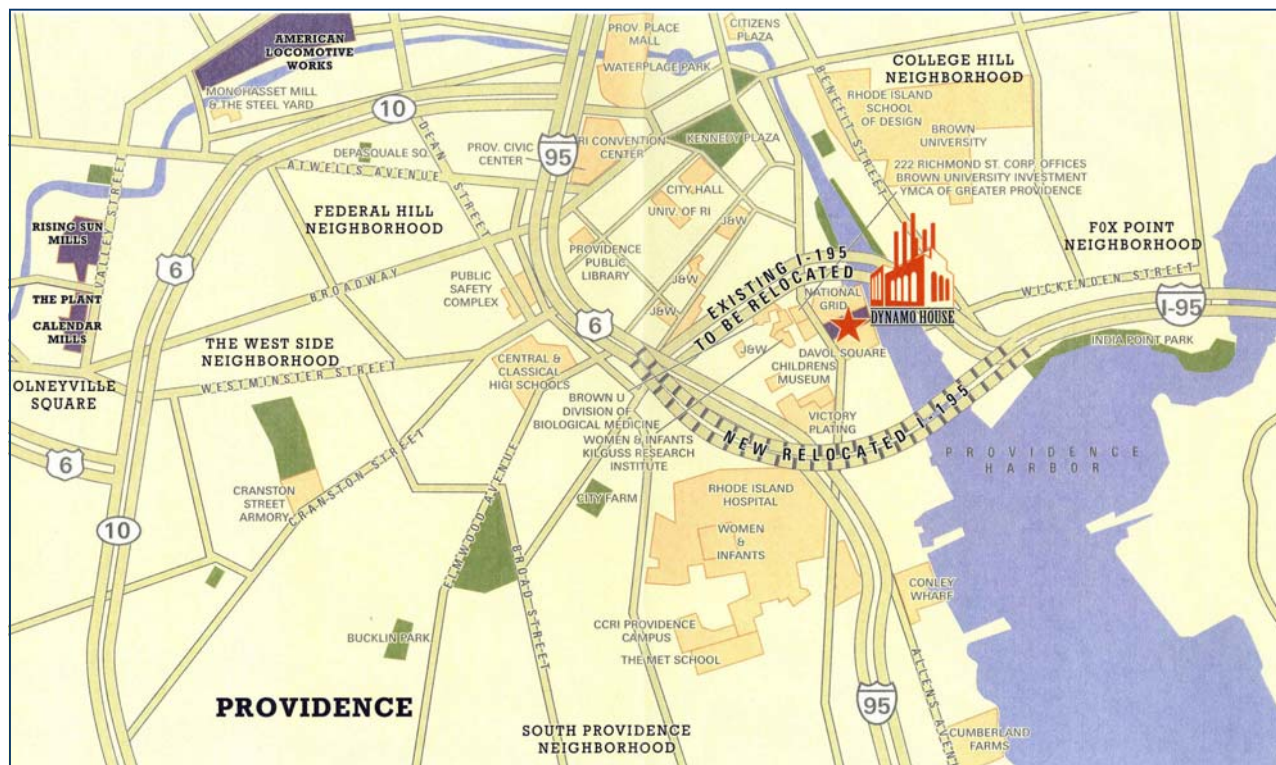 AMERICAN
LOCOMOTIVE
WORKS
PROV. PLACE
MALL
WATERPLACE PARK
CITIZENS
PLAZA
COLLEGE HILL
NEIGHBORHOOD
MONOHASSET MILL
& THE STEEL YARD
10
DEAN STREET
DEPASQUALE SQ.
ATWELLS AVENUE
PROV. CIVIC
CENTER
95
RI CONVENTION
CENTER
KENNEDY PLAZA
BENEFIT STREET
RHODE ISLAND
SCHOOL
OF DESIGN
BROWN
UNIVERSITY
222 RICHMOND ST. CORP. OFFICES
BROWN UNIVERSITY INVESTMENT
YMCA OF GREATER PROVIDENCE
CITY HALL
UNIV. OF RI
J&W
FEDERAL HILL
NEIGHBORHOOD
RISING SUN
MILLS
VALLEY STREET
6
BROADWAY
PUBLIC
SAFETY
COMPLEX
PROVIDENCE
PUBLIC
LIBRARY
J&W
J&W
6
EXISTING I-195
TO BE RELOCATED
NATIONAL
GRID
DYNAMO HOUSE
F0X POINT
NEIGHBORHOOD
WICKENDEN STREET
I-95
INDIA POINT PARK
THE PLANT
CALENDAR
MILLS
THE WEST SIDE
NEIGHBORHOOD
OLNEYVILLE
SQUARE
WESTMINSTER STREET
CENTRAL &
CLASSICAL
HIGI SCHOOLS
J&W
DAVOL SQUARE
CHILDRENS
MUSEUM
BROWN U
DIVISION OF
BIOLOGICAL MEDICINE
WOMEN & INFANTS
KILGUSS RESEARCH
INSTITUTE
VICTORY
PLATING
NEW RELOCATED I-195
PROVIDENCE
HARBOR
6
10
CRANSTON
STREET
ARMORY
CRANSTON STREET
ELMWOOD AVENUE
BROAD STREET
CITY FARM
RHODE ISLAND
HOSPITAL
WOMEN
&
INFANTS
CONLEY
WHARF
BUCKLIN PARK
CCRI PROVIDENCE
CAMPUS
THE MET SCHOOL
95
ALLENS AVEN
CUMBERLAND
FARMS
PROVIDENCE
SOUTH PROVIDENCE
NEIGHBORHOOD